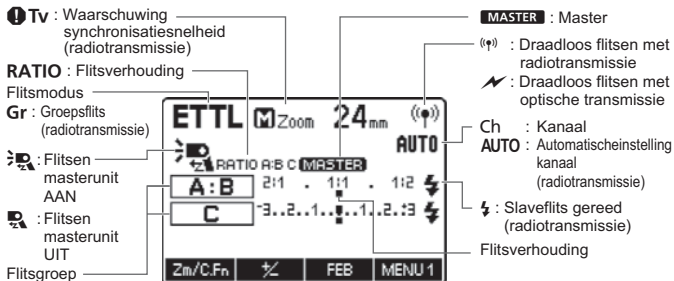 Tv : Waarschuwing
synchronisatiesnelheid
(radiotransmissie)
RATIO : Flitsverhouding
Flitsmodus
Gr : Groepsflits
(radiotransmissie)
: Flitsen
masterunit
AAN
: Flitsen
masterunit
UIT
Flitsgroep
ETTL M Zoom 24mm
AUTO
RATIO A:B C MASTER
A:B 2:1 . 1:1 . 1:2
C -3..2..1..!..1..2.:3
Zm/C.Fn +/- FEB MENU 1
MASTER : Master
: Draadloos flitsen met
radiotransmissie
: Draadloos flitsen met
optische transmissie
Ch : Kanaal
AUTO : Automatischeinstelling
kanaal
(radiotransmissie)
: Slaveflits gereed
(radiotransmissie)
Flitsverhouding